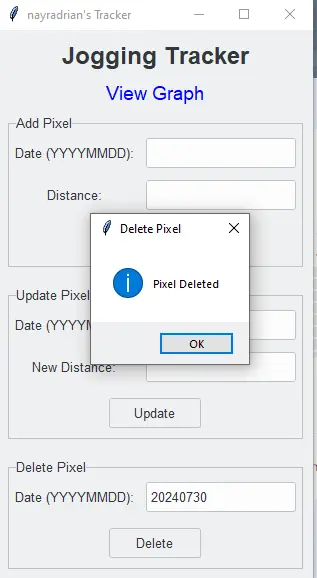 nayradrian's Tracker
Jogging Tracker
View Graph
Add Pixel
Date (YYYYMMDD):
Distance:
Delete Pixel
Pixel Deleted
OK
Update Pixel
Date (YYYYM
New Distance:
Update
Delete Pixel
Date (YYYYMMDD): 20240730
Delete